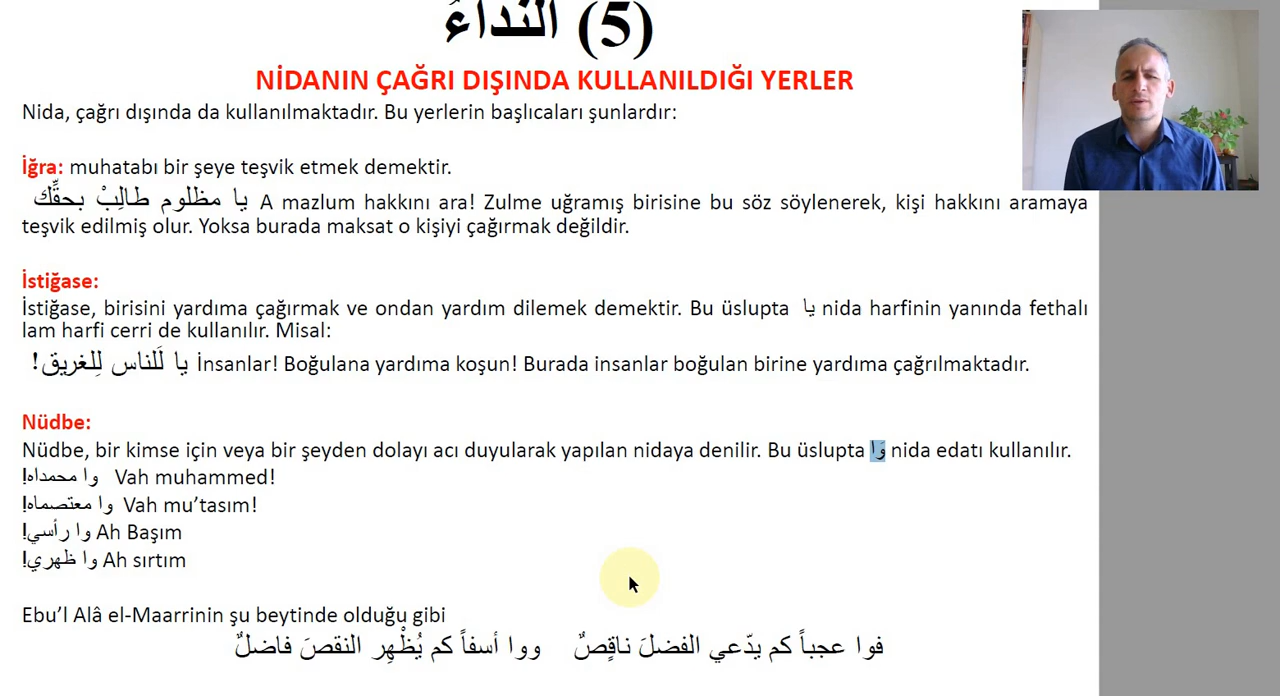 (5) النداءُ
NİDANIN ÇAĞRI DIŞINDA KULLANILDIĞI YERLER
Nida, çağrı dışında da kullanılmaktadır. Bu yerlerin başlıcaları şunlardır:
İğra: muhatabı bir şeye teşvik etmek demektir.
يا مظلوم طالِبْ بحقِّك A mazlum hakkını ara! Zulme uğramış birisine bu söz söylenerek, kişi hakkını aramaya
teşvik edilmiş olur. Yoksa burada maksat o kişiyi çağırmak değildir.
İstiğase:
İstiğase, birisini yardıma çağırmak ve ondan yardım dilemek demektir. Bu üslupta يا nida harfinin yanında fethalı
lam harfi cerri de kullanılır. Misal:
يا لَلناس لِلغريق! İnsanlar! Boğulana yardıma koşun! Burada insanlar boğulan birine yardıma çağrılmaktadır.
Nüdbe:
Nüdbe, bir kimse için veya bir şeyden dolayı acı duyularak yapılan nidaya denilir. Bu üslupta وَا nida edatı kullanılır.
وا محمداه! Vah muhammed!
وا معتصماه! Vah mu’tasım!
وا رأسي! Ah Başım
وا ظهري! Ah sırtım
Ebu’l Alâ el-Maarrinin şu beytinde olduğu gibi
فوا عجباً كم يدّعي الفضلَ ناقِصٌ ووا أسفاً كم يُظْهِر النقصَ فاضلٌ